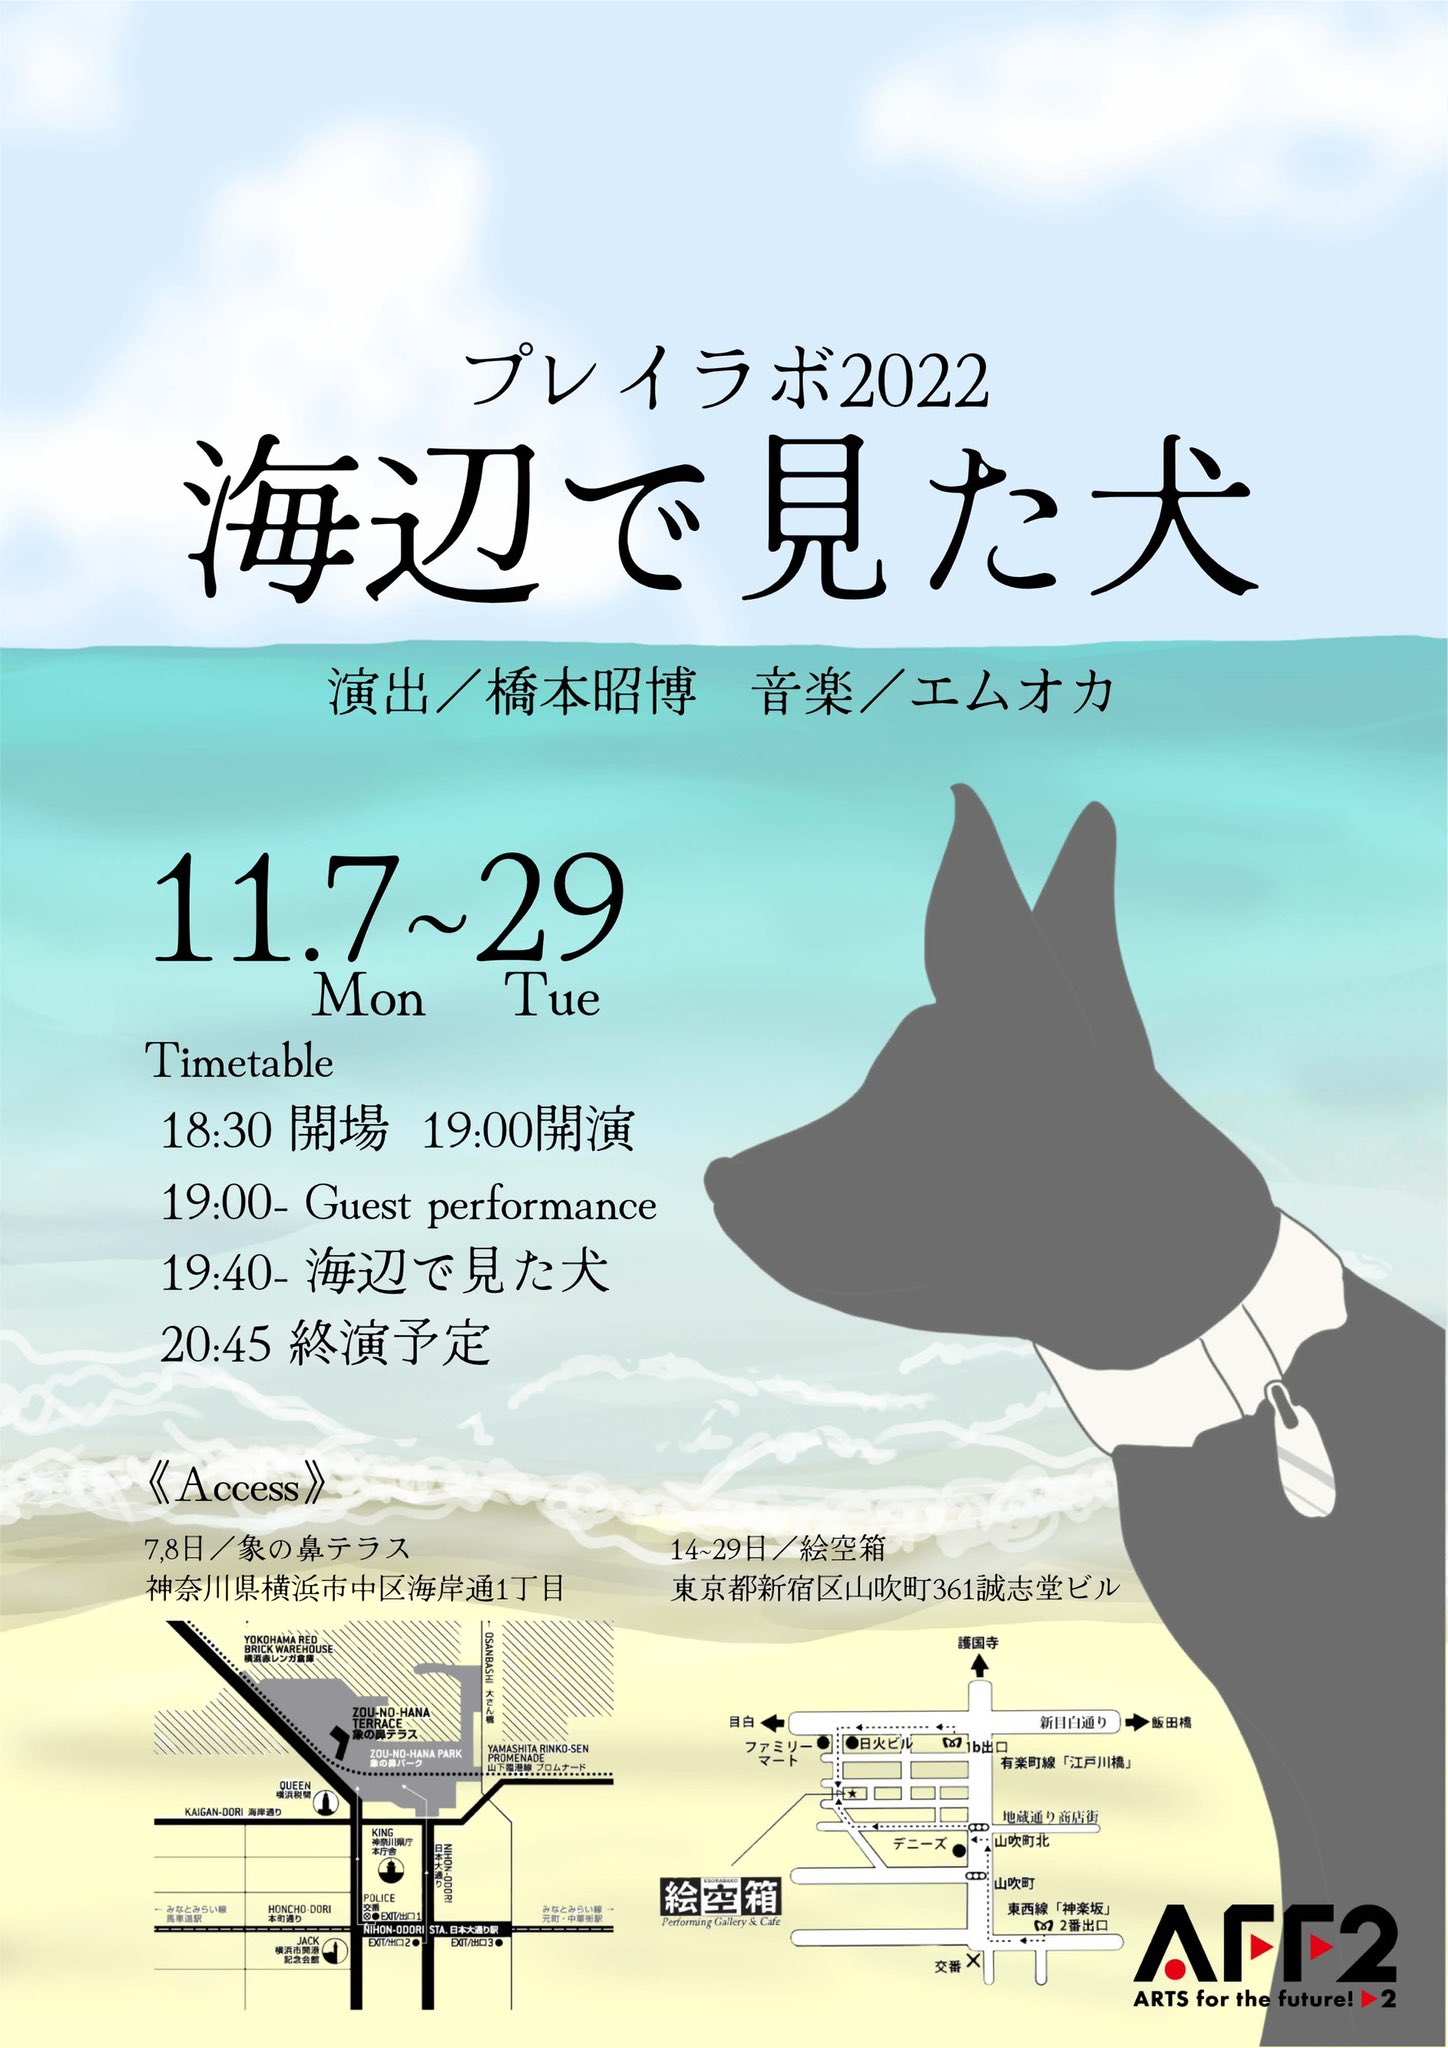 プレイラボ2022
海辺で見た犬
演出／橋本昭博　音楽／エムオカ
11.7~29
Mon Tue
Timetable
18:30 開場 19:00開演
19:00- Guest performance
19:40- 海辺で見た犬
20:45 終演予定
《Access》
7,8日／象の鼻テラス
神奈川県横浜市中区海岸通1丁目
YOKOHAMA RED
BRICK WAREHOUSE
横浜赤レンガ倉庫
OSANBASHI 大さん橋
ZOU-NO-HANA
TERRACE
象の鼻テラス
ZOU-NO-HANA PARK
象の鼻パーク
YAMASHITA RINKO-SEN
PROMENADE
山下臨港線 プロムナード
QUEEN
横浜税関
KAIGAN-DORI 海岸通り
KING
神奈川県庁
本庁舎
NIHON-ODORI
日本大通り
POLICE
交番
EXIT/出口1
← みなとみらい線
馬車道駅
HONCHO-DORI
本町通り
みなとみらい線 →
元町・中華街駅
NIHON-ODORI STA. 日本大通り駅
EXIT/出口2
EXIT/出口3
JACK
横浜市開港
記念会館
14~29日／絵空箱
東京都新宿区山吹町361誠志堂ビル
護国寺
目白
新目白通り
飯田橋
ファミリー
マート
日火ビル
1b出口
有楽町線「江戸川橋」
地蔵通り商店街
山吹町北
デニーズ
山吹町
ESORABAKO
絵空箱
Performing Gallery & Cafe
東西線「神楽坂」
2番出口
交番
AFF2
ARTS for the future! 2